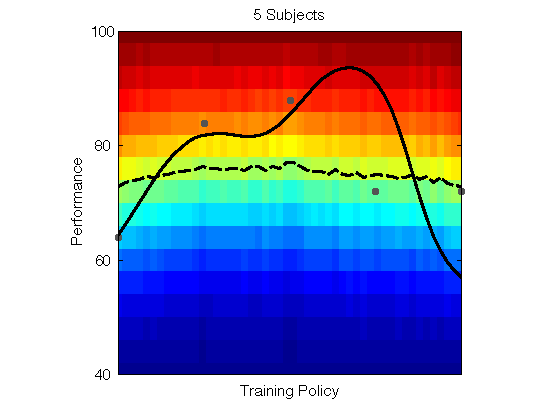 5 Subjects
100
80
60
40
Performance
Training Policy